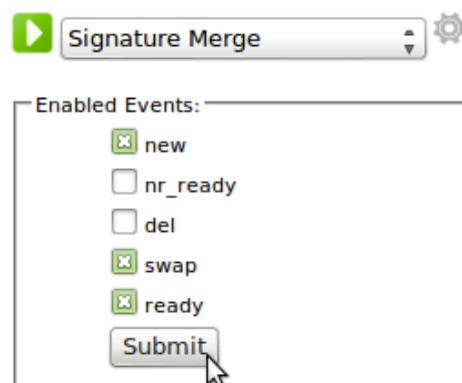 Signature Merge
Enabled Events:
new
nr_ready
del
swap
ready
Submit